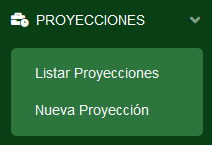 PROYECCIONES
Listar Proyecciones
Nueva Proyección